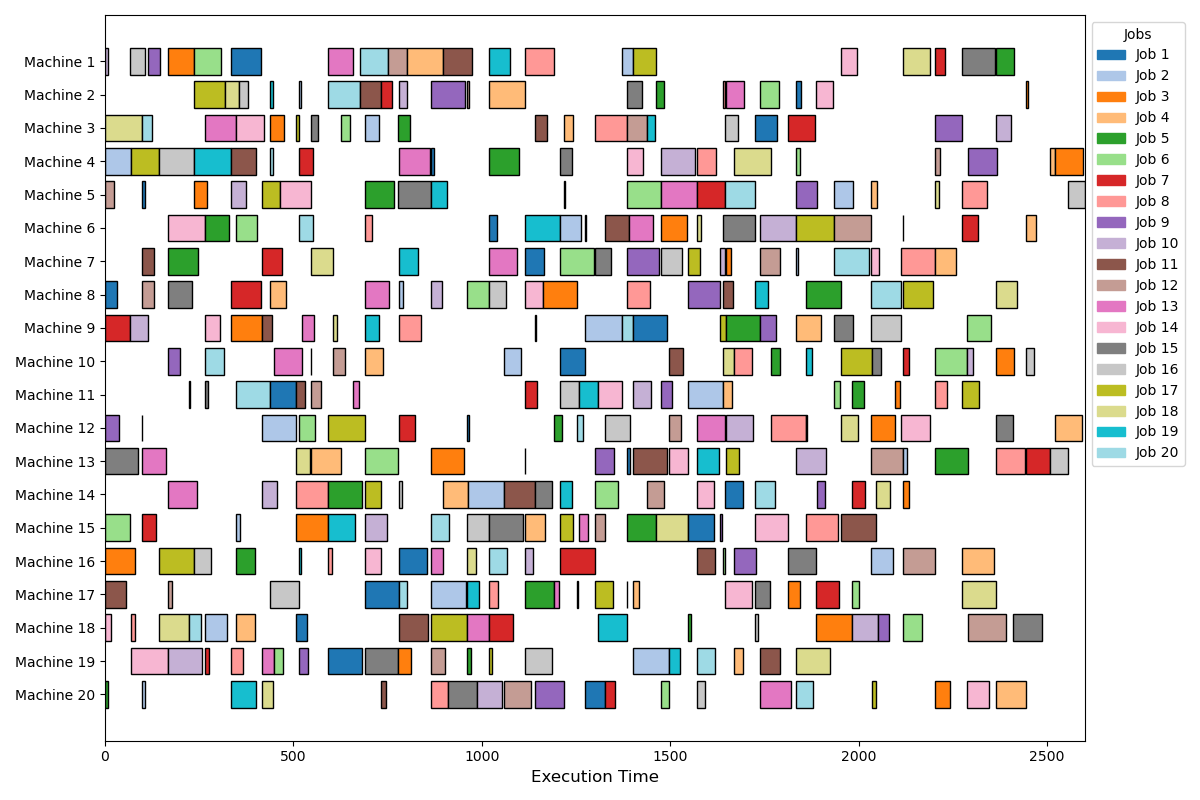 Machine 1
Machine 2
Machine 3
Machine 4
Machine 5
Machine 6
Machine 7
Machine 8
Machine 9
Machine 10
Machine 11
Machine 12
Machine 13
Machine 14
Machine 15
Machine 16
Machine 17
Machine 18
Machine 19
Machine 20
0 500 1000 1500 2000 2500
Execution Time
Jobs
Job 1
Job 2
Job 3
Job 4
Job 5
Job 6
Job 7
Job 8
Job 9
Job 10
Job 11
Job 12
Job 13
Job 14
Job 15
Job 16
Job 17
Job 18
Job 19
Job 20